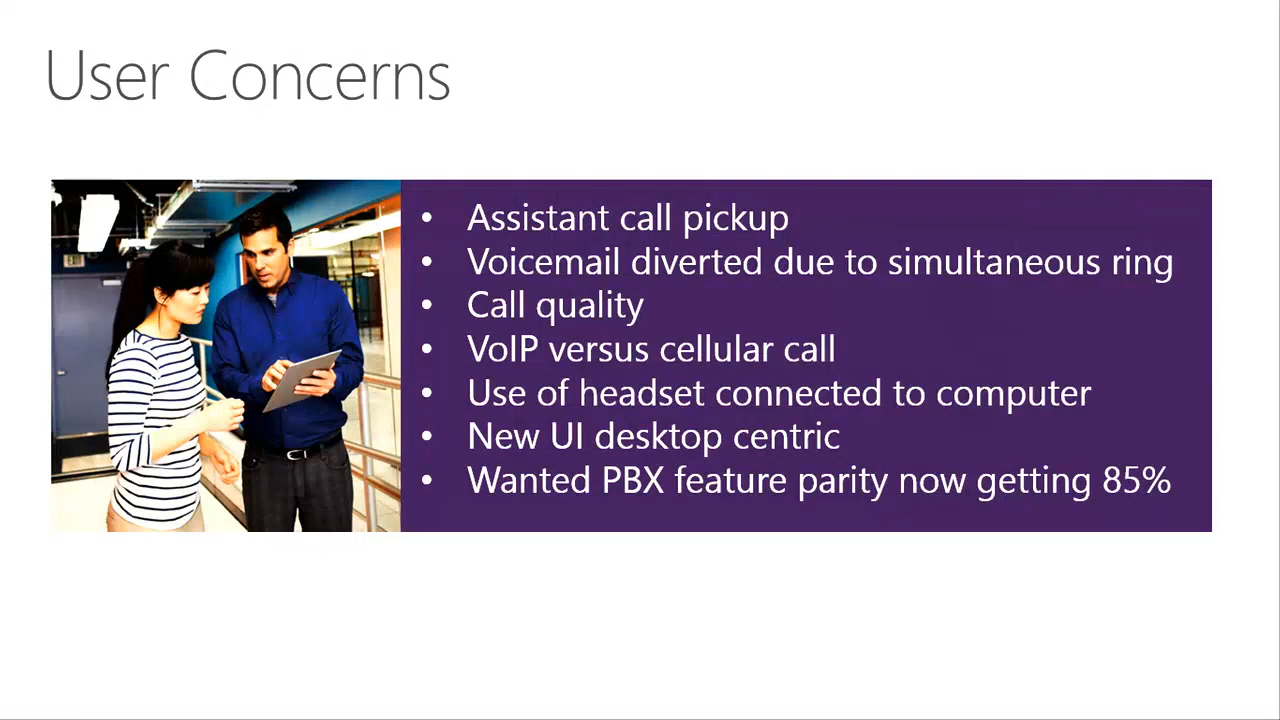 User Concerns
• Assistant call pickup
• Voicemail diverted due to simultaneous ring
• Call quality
• VoIP versus cellular call
• Use of headset connected to computer
• New UI desktop centric
• Wanted PBX feature parity now getting 85%